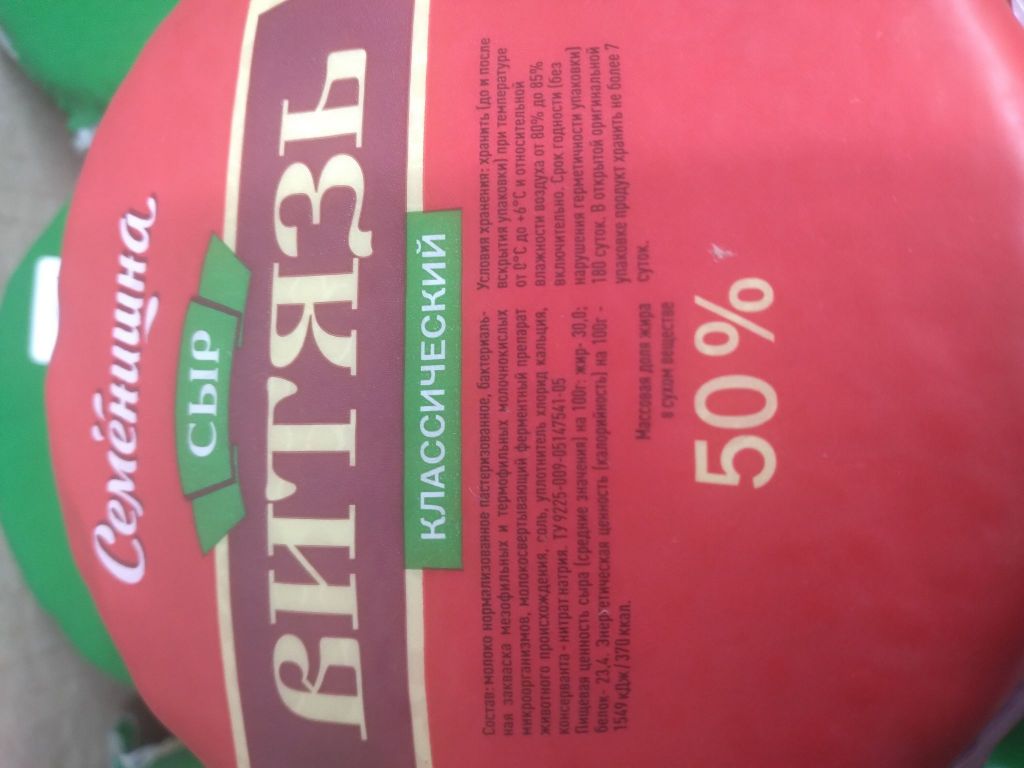 Семёнишна
СЫР
ВИТЯЗЬ
КЛАССИЧЕСКИЙ
Состав: молоко нормализованное пастеризованное, бактериаль-
ная закваска мезофильных и термофильных молочнокислых
микроорганизмов, молокосвертывающий ферментный препарат
животного происхождения, соль, уплотнитель хлорид кальция,
консерванта - нитрат натрия. ТУ 9225-009-05147541-05
Пищевая ценность сыра (средние значения) на 100г: жир- 30,0;
белок- 23,4. Энергетическая ценность (калорийность) на 100г -
1549 кДж/ 370 ккал.
Условия хранения: хранить (до и после
вскрытия упаковки) при температуре
от 0°С до +6°С и относительной
влажности воздуха от 80% до 85%
включительно. Срок годности (без
нарушения герметичности упаковки)
180 суток. В открытой оригинальной
упаковке продукт хранить не более 7
суток.
Массовая доля жира
в сухом веществе
50%